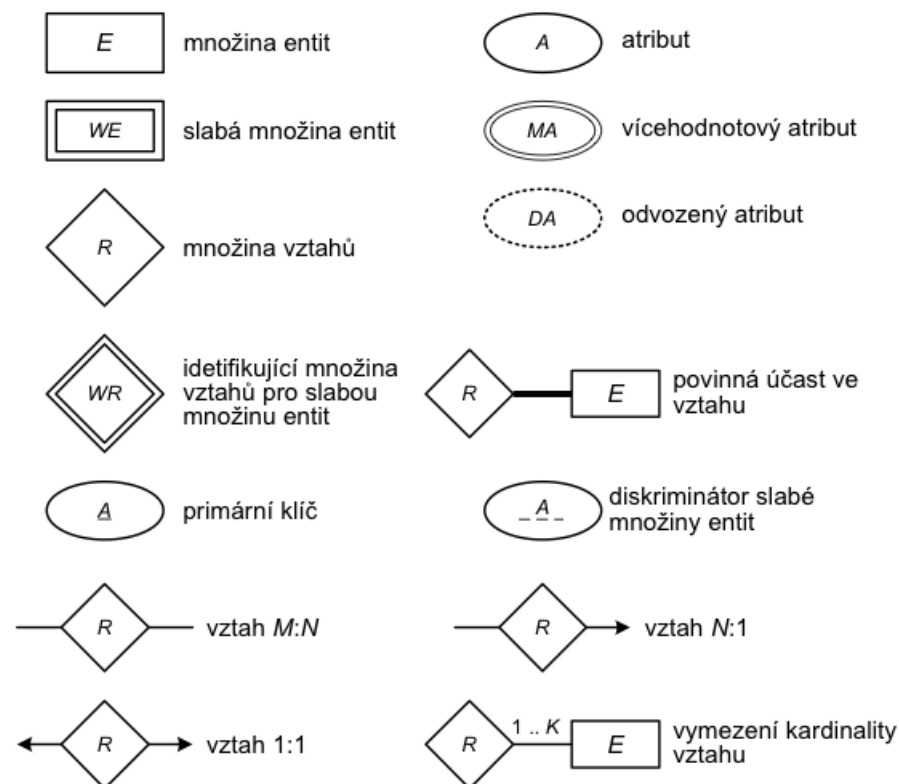 E množina entit
A atribut
WE slabá množina entit
MA vícehodnotový atribut
DA odvozený atribut
R množina vztahů
WR idetifikující množina
vztahů pro slabou
množinu entit
R E povinná účast ve
vztahu
A primární klíč
A diskriminátor slabé
množiny entit
R vztah M:N
R vztah N:1
R vztah 1:1
R 1 .. K E vymezení kardinality
vztahu